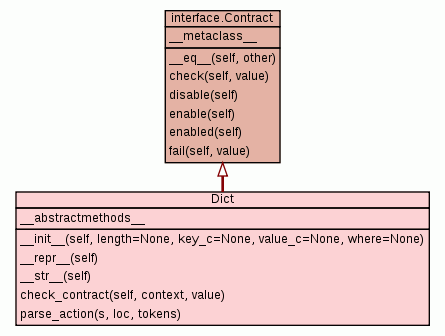 interface.Contract
__metaclass__
__eq__(self, other)
check(self, value)
disable(self)
enable(self)
enabled(self)
fail(self, value)
Dict
__abstractmethods__
__init__(self, length=None, key_c=None, value_c=None, where=None)
__repr__(self)
__str__(self)
check_contract(self, context, value)
parse_action(s, loc, tokens)